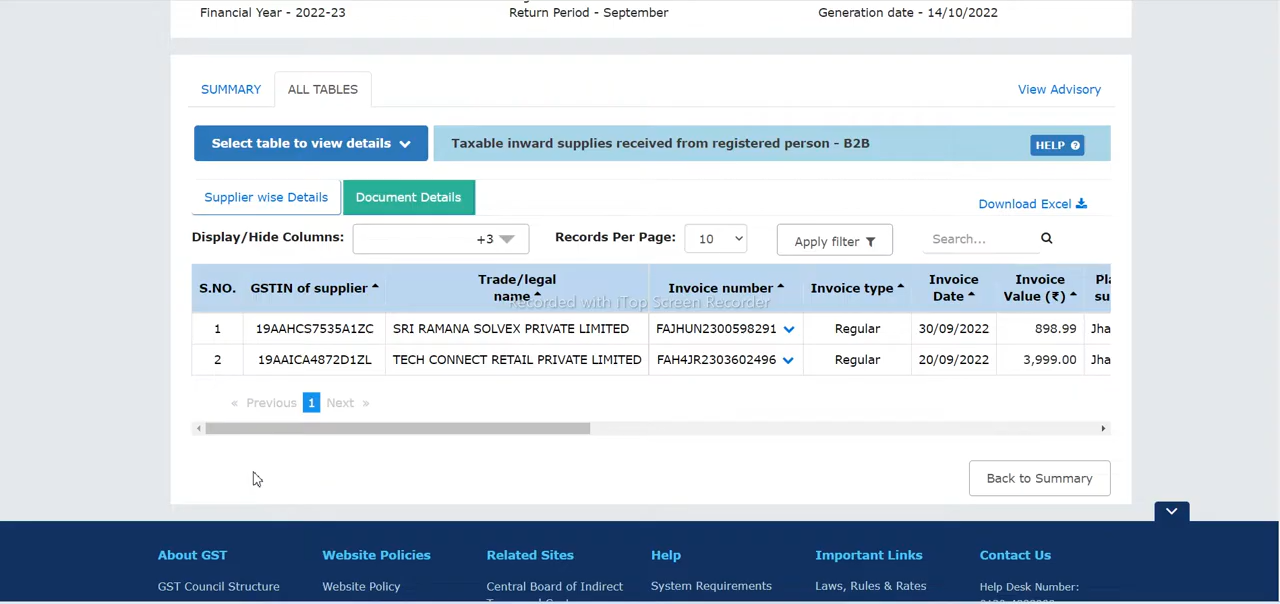 Financial Year - 2022-23 Return Period - September Generation date - 14/10/2022
SUMMARY ALL TABLES View Advisory
Select table to view details Taxable inward supplies received from registered person - B2B HELP
Supplier wise Details Document Details Download Excel
Display/Hide Columns: +3 Records Per Page: 10 Apply filter Search...
S.NO. GSTIN of supplier Trade/legal name Invoice number Invoice type Invoice Date Invoice Value (₹) Pla su
Recorded with iTop Screen Recorder
1 19AAHCS7535A1ZC SRI RAMANA SOLVEX PRIVATE LIMITED FAJHUN2300598291 Regular 30/09/2022 898.99 Jha
2 19AAICA4872D1ZL TECH CONNECT RETAIL PRIVATE LIMITED FAH4JR2303602496 Regular 20/09/2022 3,999.00 Jha
« Previous 1 Next »
Back to Summary
About GST Website Policies Related Sites Help Important Links Contact Us
GST Council Structure Website Policy Central Board of Indirect System Requirements Laws, Rules & Rates Help Desk Number: